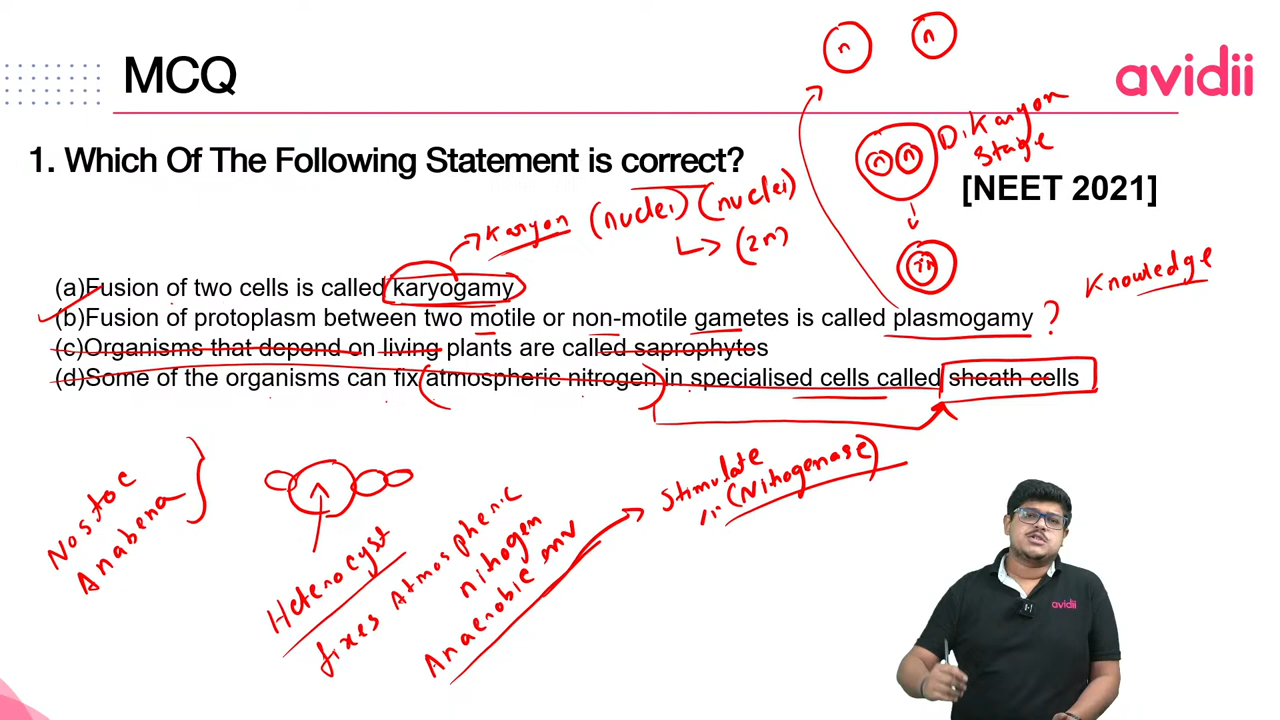 MCQ
avidii
n
n
1. Which Of The Following Statement is correct?
n n
Di Karyon
stage
[NEET 2021]
Karyon (nuclei) (nuclei)
(2n)
2n
Knowledge
(a)Fusion of two cells is called karyogamy
(b)Fusion of protoplasm between two motile or non-motile gametes is called plasmogamy ?
(c)Organisms that depend on living plants are called saprophytes
(d)Some of the organisms can fix atmospheric nitrogen in specialised cells called sheath cells
Nostoc
Anabena
Heterocyst
fixes Atmospheric
nitrogen
Anaerobic env
Stimulate
(Nitogenase)
avidii